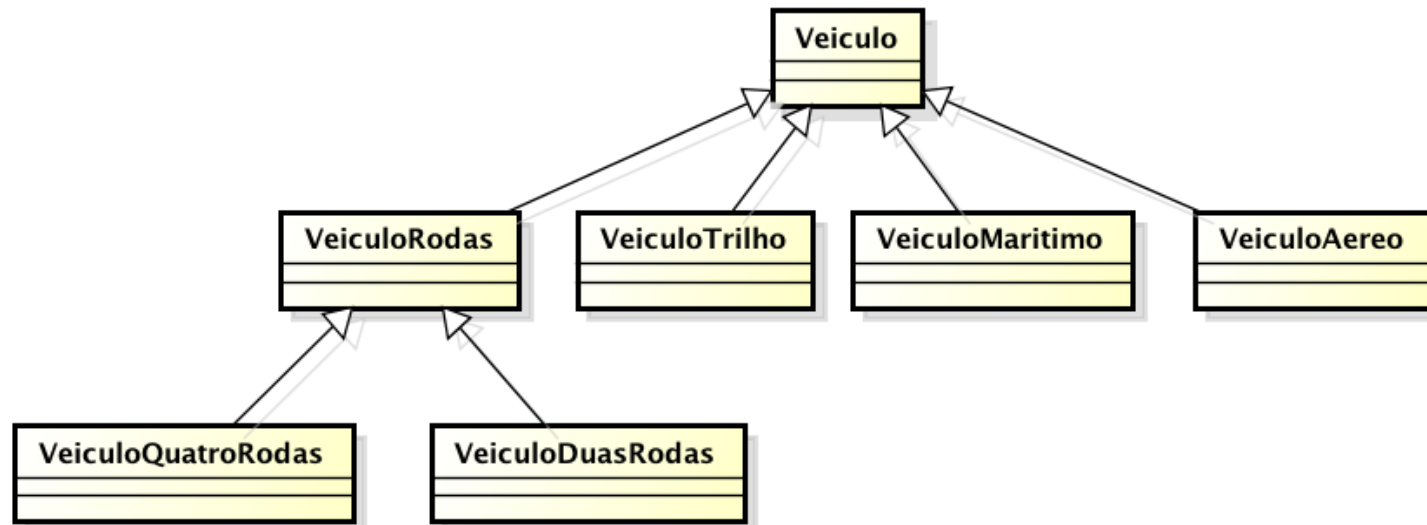 Veiculo
VeiculoRodas
VeiculoTrilho
VeiculoMaritimo
VeiculoAereo
VeiculoQuatroRodas
VeiculoDuasRodas